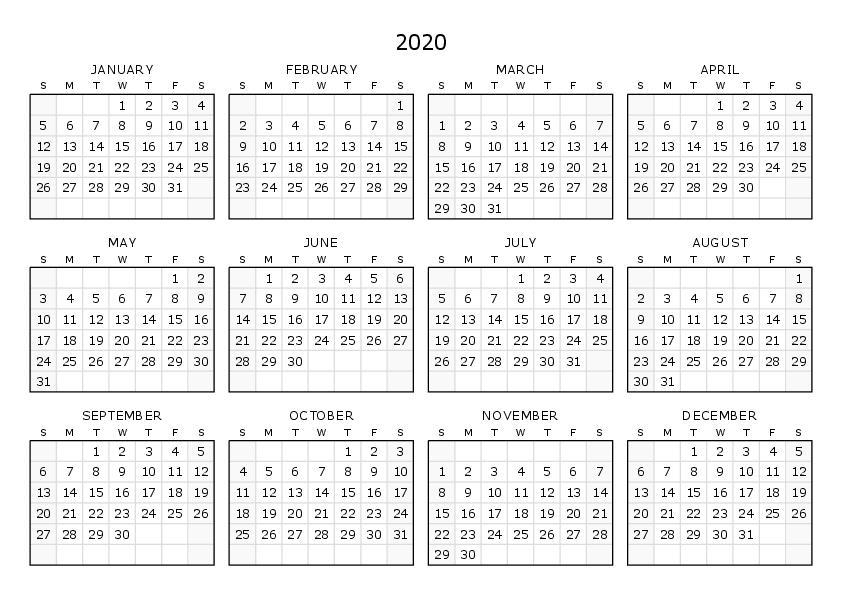 2020
JANUARY FEBRUARY MARCH APRIL
S M T W T F S S M T W T F S S M T W T F S S M T W T F S
1 2 3 4 1 1 2 3 4
5 6 7 8 9 10 11 2 3 4 5 6 7 8 1 2 3 4 5 6 7 5 6 7 8 9 10 11
12 13 14 15 16 17 18 9 10 11 12 13 14 15 8 9 10 11 12 13 14 12 13 14 15 16 17 18
19 20 21 22 23 24 25 16 17 18 19 20 21 22 15 16 17 18 19 20 21 19 20 21 22 23 24 25
26 27 28 29 30 31 23 24 25 26 27 28 29 22 23 24 25 26 27 28 26 27 28 29 30
29 30 31
MAY JUNE JULY AUGUST
S M T W T F S S M T W T F S S M T W T F S S M T W T F S
1 2 1 2 3 4 5 6 1 2 3 4 1
3 4 5 6 7 8 9 7 8 9 10 11 12 13 5 6 7 8 9 10 11 2 3 4 5 6 7 8
10 11 12 13 14 15 16 14 15 16 17 18 19 20 12 13 14 15 16 17 18 9 10 11 12 13 14 15
17 18 19 20 21 22 23 21 22 23 24 25 26 27 19 20 21 22 23 24 25 16 17 18 19 20 21 22
24 25 26 27 28 29 30 28 29 30 26 27 28 29 30 31 23 24 25 26 27 28 29
31 30 31
SEPTEMBER OCTOBER NOVEMBER DECEMBER
S M T W T F S S M T W T F S S M T W T F S S M T W T F S
1 2 3 4 5 1 2 3 1 2 3 4 5
6 7 8 9 10 11 12 4 5 6 7 8 9 10 1 2 3 4 5 6 7 6 7 8 9 10 11 12
13 14 15 16 17 18 19 11 12 13 14 15 16 17 8 9 10 11 12 13 14 13 14 15 16 17 18 19
20 21 22 23 24 25 26 18 19 20 21 22 23 24 15 16 17 18 19 20 21 20 21 22 23 24 25 26
27 28 29 30 25 26 27 28 29 30 31 22 23 24 25 26 27 28 27 28 29 30 31
29 30